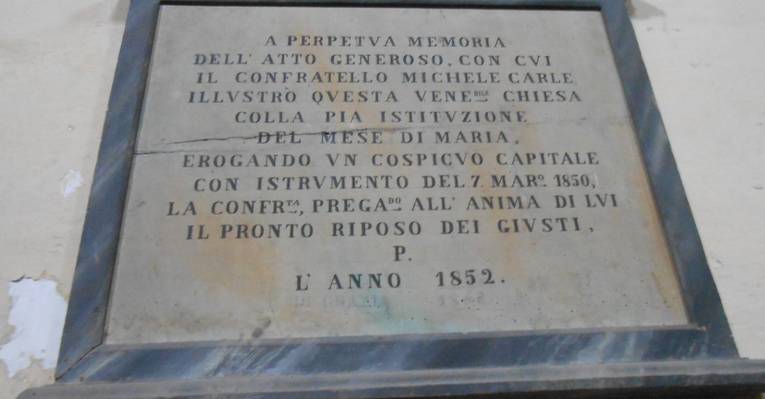 A PERPETVA MEMORIA
DELL' ATTO GENEROSO, CON CVI
IL CONFRATELLO MICHELE CARLE
ILLVSTRÒ QVESTA VENE.BILE CHIESA
COLLA PIA ISTITVZIONE
DEL MESE DI MARIA,
EROGANDO VN COSPICVO CAPITALE
CON ISTRVMENTO DEL 7. MAR.O 1850,
LA CONFR.TA, PREGA.DO ALL' ANIMA DI LVI
IL PRONTO RIPOSO DEI GIVSTI,
P.
L' ANNO 1852.